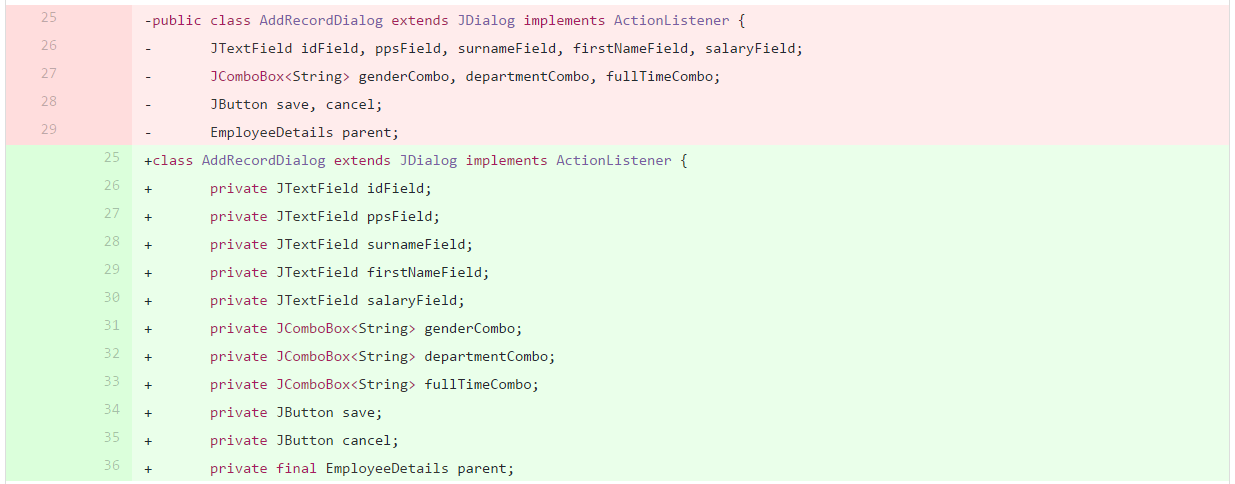 25 -public class AddRecordDialog extends JDialog implements ActionListener {
26 - JTextField idField, ppsField, surnameField, firstNameField, salaryField;
27 - JComboBox<String> genderCombo, departmentCombo, fullTimeCombo;
28 - JButton save, cancel;
29 - EmployeeDetails parent;
25 +class AddRecordDialog extends JDialog implements ActionListener {
26 + private JTextField idField;
27 + private JTextField ppsField;
28 + private JTextField surnameField;
29 + private JTextField firstNameField;
30 + private JTextField salaryField;
31 + private JComboBox<String> genderCombo;
32 + private JComboBox<String> departmentCombo;
33 + private JComboBox<String> fullTimeCombo;
34 + private JButton save;
35 + private JButton cancel;
36 + private final EmployeeDetails parent;